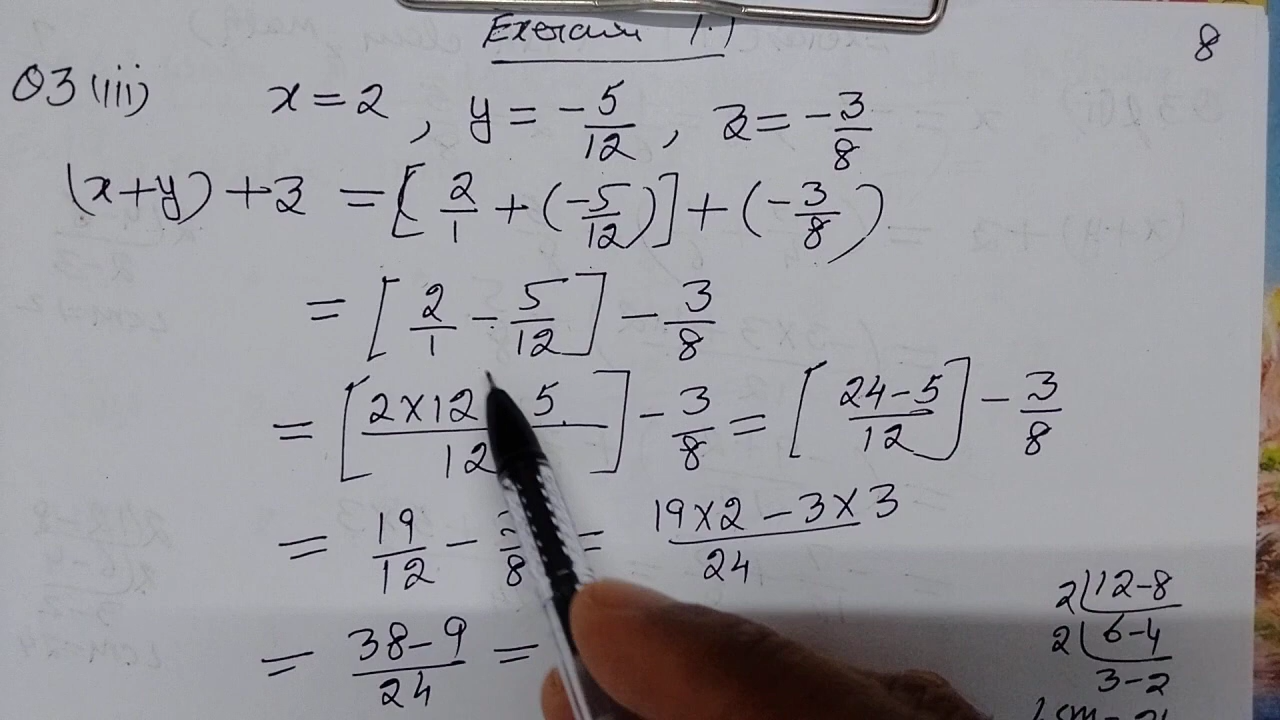 Exercise 1.1
8
Q3(iii) x=2, y=-5/12, z=-3/8
(x+y)+z = [2/1+(-5/12)]+(-3/8)
= [2/1-5/12]-3/8
= [2×12 5/12]-3/8 = [24-5/12]-3/8
= 19/12 - /8 = 19×2-3×3/24
= 38-9/24 =
2|12-8
2|6-4
3-2